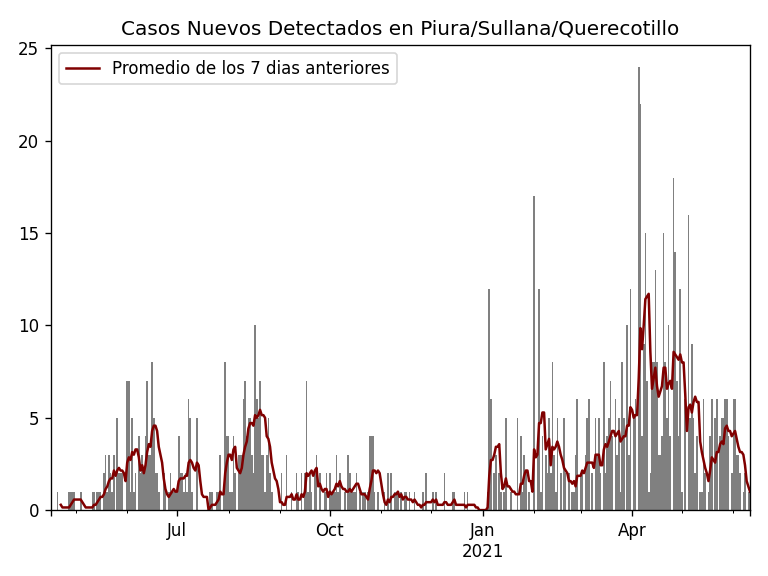 Casos Nuevos Detectados en Piura/Sullana/Querecotillo
Promedio de los 7 dias anteriores
25
20
15
10
5
0
Jul
Oct
Jan
2021
Apr